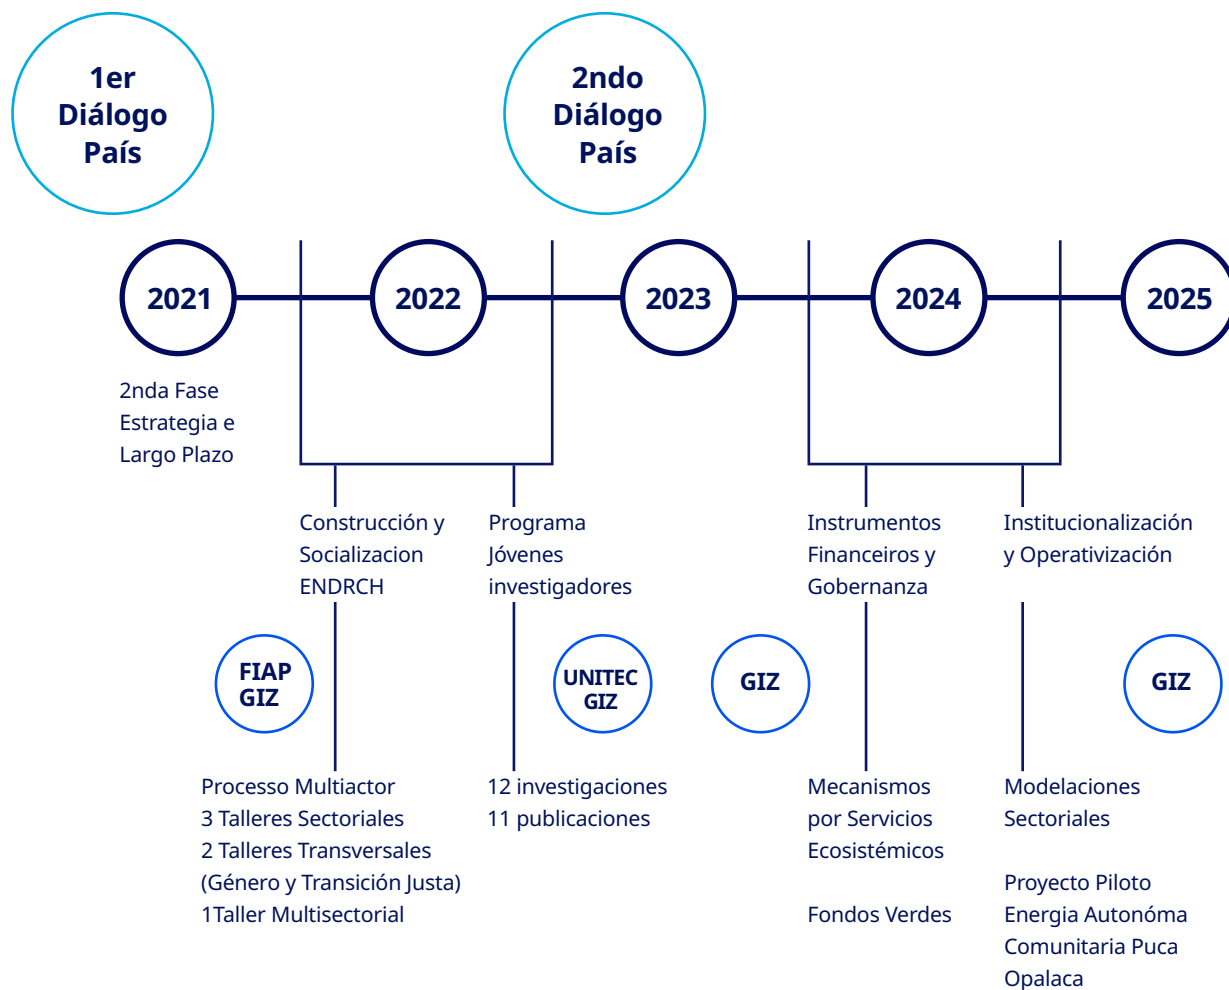 1er
Diálogo
País
2ndo
Diálogo
País
2021
2022
2023
2024
2025
2nda Fase
Estrategia e
Largo Plazo
Construcción y
Socializacion
ENDRCH
Programa
Jóvenes
investigadores
Instrumentos
Financeiros y
Gobernanza
Institucionalización
y Operativización
FIAP
GIZ
UNITEC
GIZ
GIZ
GIZ
Processo Multiactor
3 Talleres Sectoriales
2 Talleres Transversales
(Género y Transición Justa)
1Taller Multisectorial
12 investigaciones
11 publicaciones
Mecanismos
por Servicios
Ecosistémicos
Fondos Verdes
Modelaciones
Sectoriales
Proyecto Piloto
Energia Autonóma
Comunitaria Puca
Opalaca